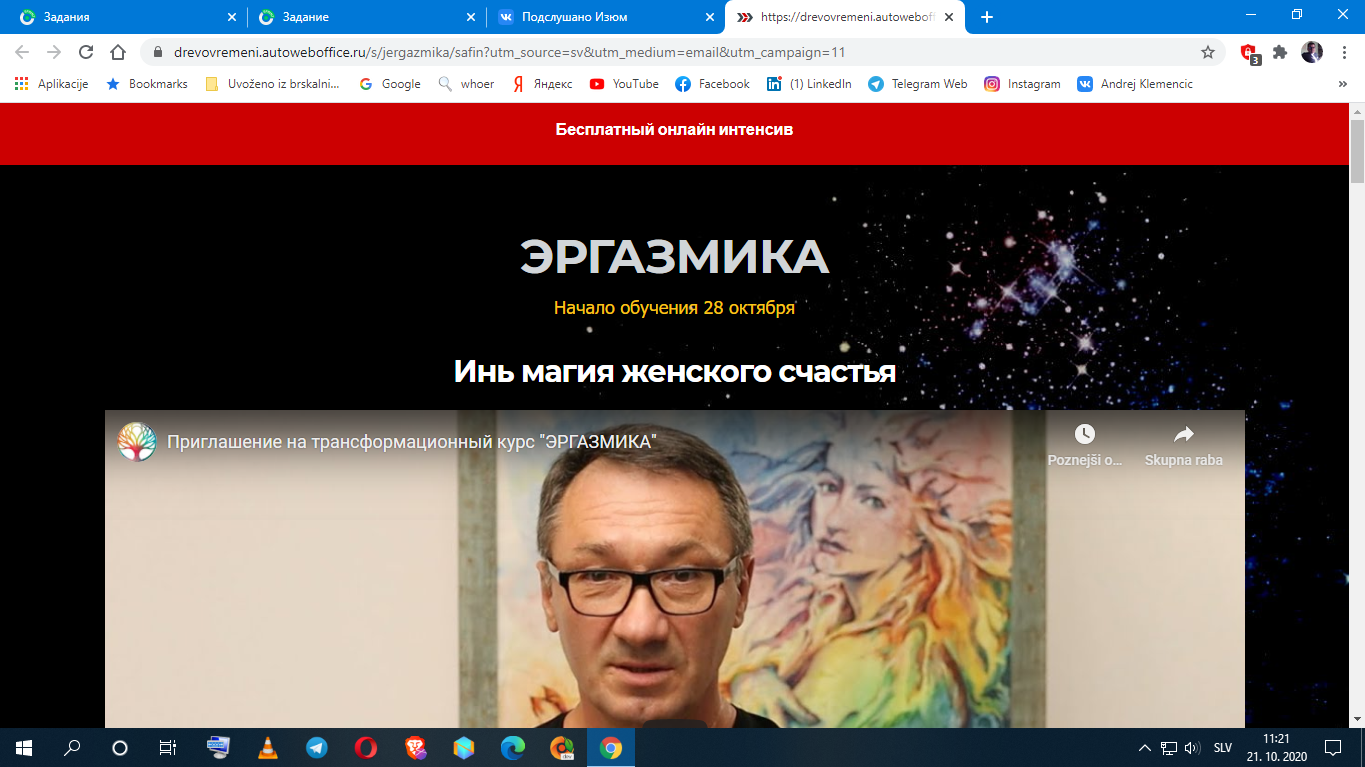 Задания
Задание
Подслушано Изюм
https://drevovremeni.autoweboff
drevovremeni.autoweboffice.ru/s/jergazmika/safin?utm_source=sv&utm_medium=email&utm_campaign=11
3
Aplikacije
Bookmarks
Uvoženo iz brskalni...
Google
whoer
Яндекс
YouTube
Facebook
(1) LinkedIn
Telegram Web
Instagram
Andrej Klemencic
Бесплатный онлайн интенсив
ЭРГАЗМИКА
Начало обучения 28 октября
Инь магия женского счастья
Приглашение на трансформационный курс "ЭРГАЗМИКА"
Poznejši o...
Skupna raba
SLV
11:21
21. 10. 2020